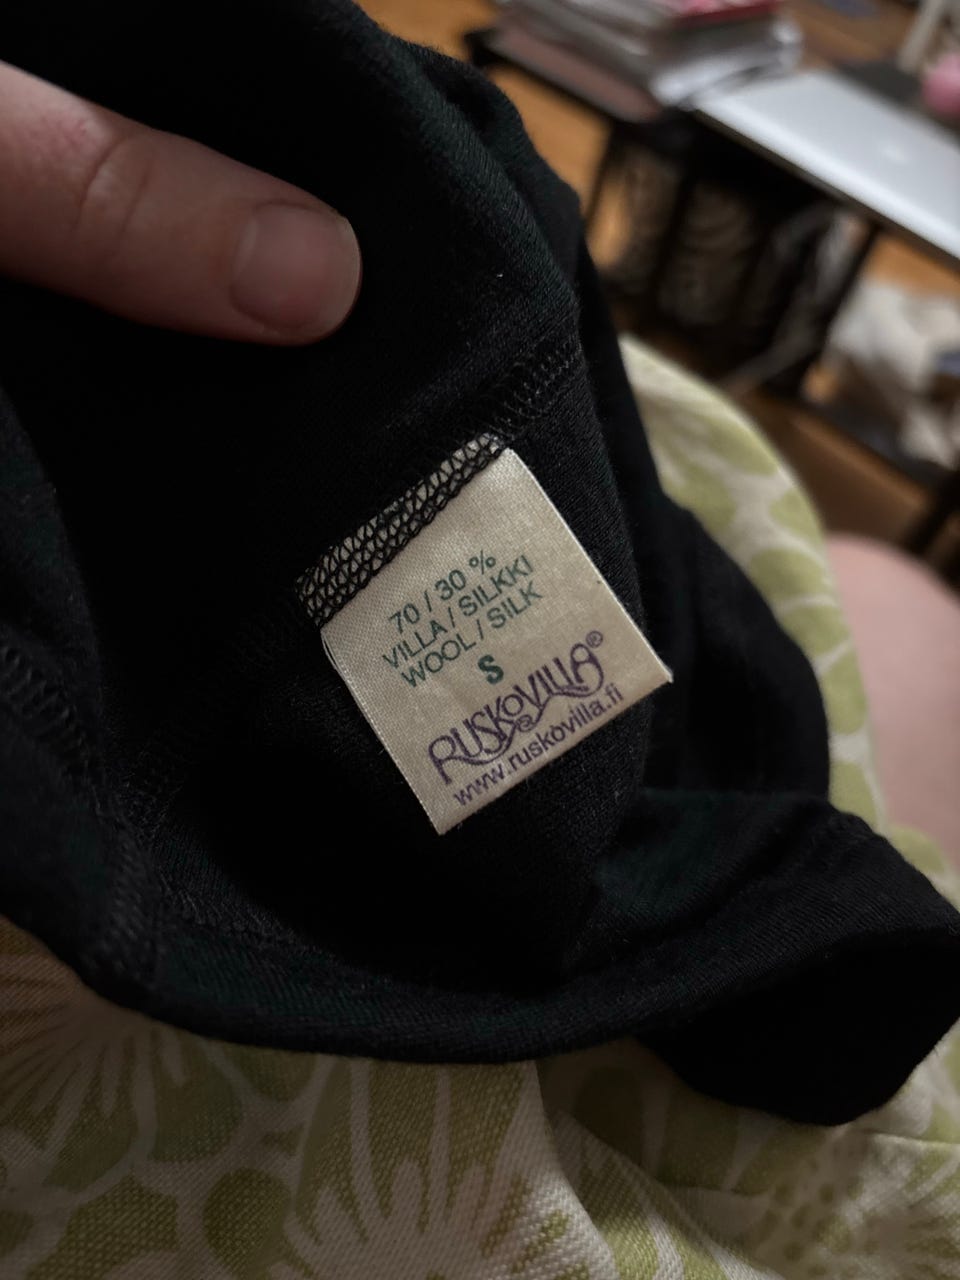 70 / 30 %
VILLA / SILKKI
WOOL / SILK
S
RUSKOVILLA®
www.ruskovilla.fi